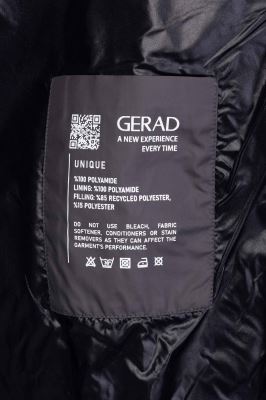 GERAD
A NEW EXPERIENCE
EVERY TIME
UNIQUE
%100 POLYAMIDE
LINING: %100 POLYAMIDE
FILLING: %85 RECYCLED POLYESTER,
%15 POLYESTER
DO NOT USE BLEACH, FABRIC
SOFTENER, CONDITIONERS OR STAIN
REMOVERS AS THEY CAN AFFECT THE
GARMENT'S PERFORMANCE.